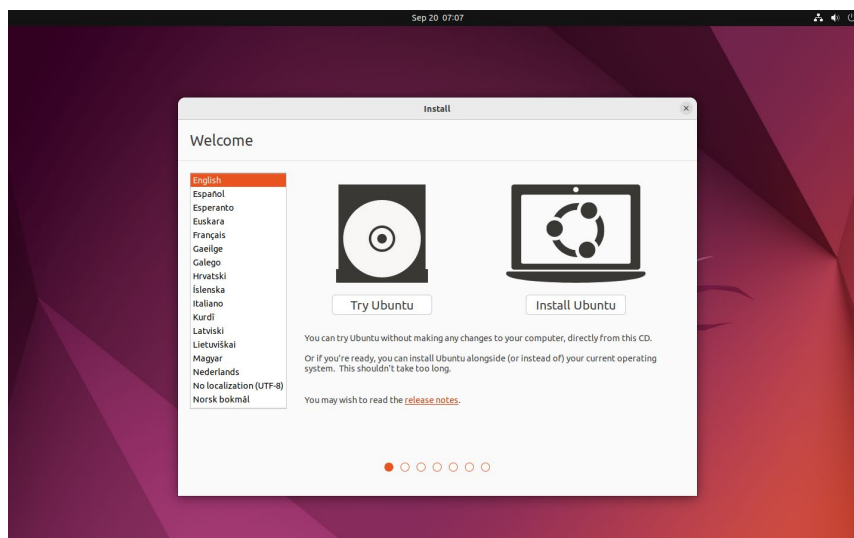 Sep 20 07:07
Install
Welcome
English
Español
Esperanto
Euskara
Français
Gaeilge
Galego
Hrvatski
Íslenska
Italiano
Kurdî
Latviski
Lietuviškai
Magyar
Nederlands
No localization (UTF-8)
Norsk bokmål
Try Ubuntu
Install Ubuntu
You can try Ubuntu without making any changes to your computer, directly from this CD.
Or if you're ready, you can install Ubuntu alongside (or instead of) your current operating
system. This shouldn't take too long.
You may wish to read the release notes.